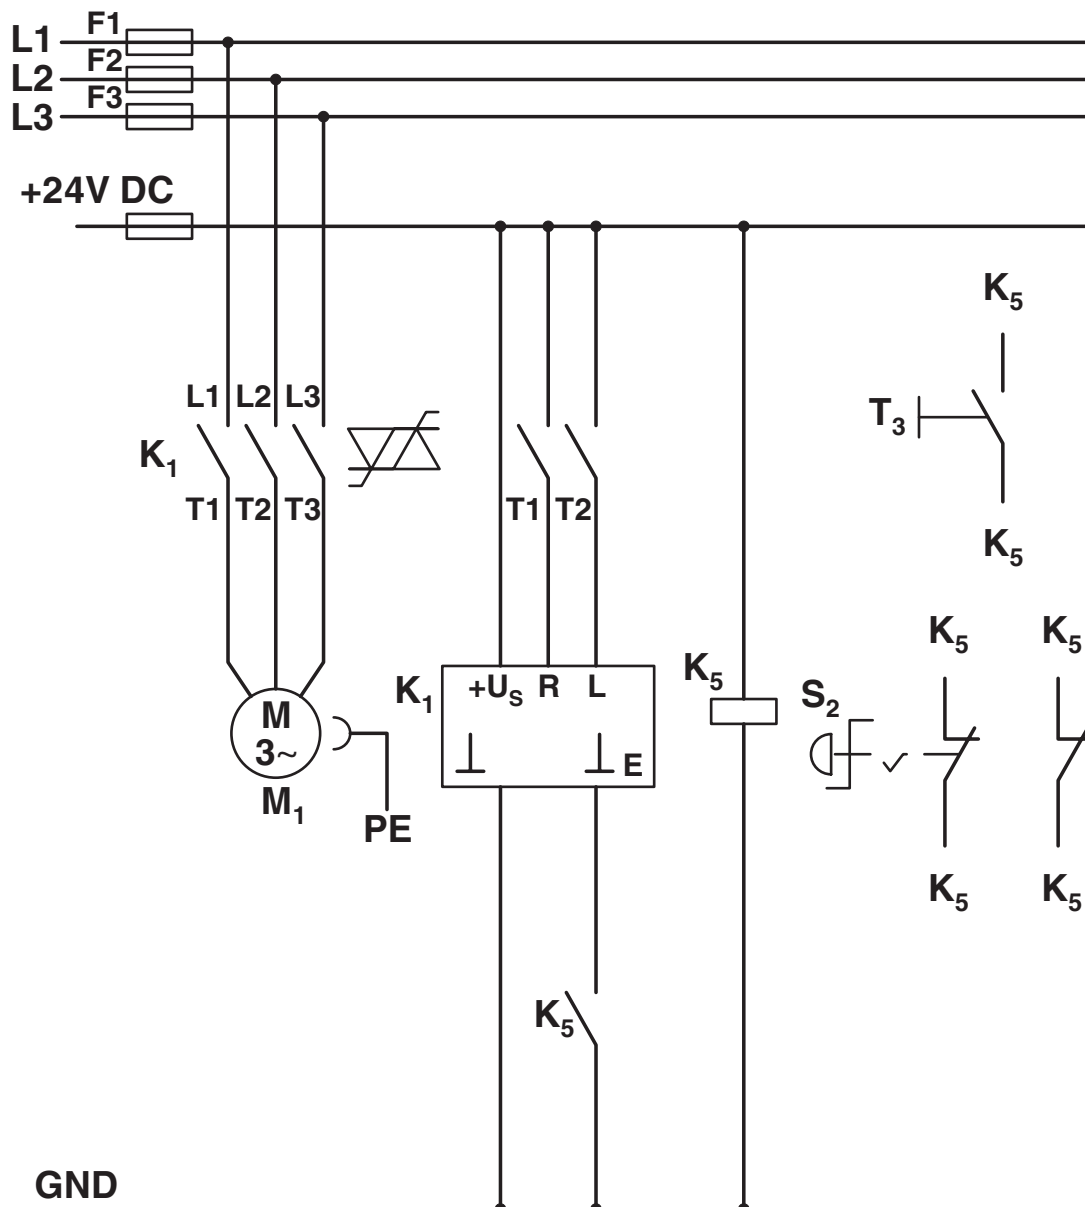 F1
L1
F2
L2
F3
L3
+24V DC
K5
L1 L2 L3
T3
K1
T1 T2 T3
T1 T2
K5
K5 K5
K5
K1
+US R L
S2
M
3~
E
M1
PE
K5 K5
K5
GND